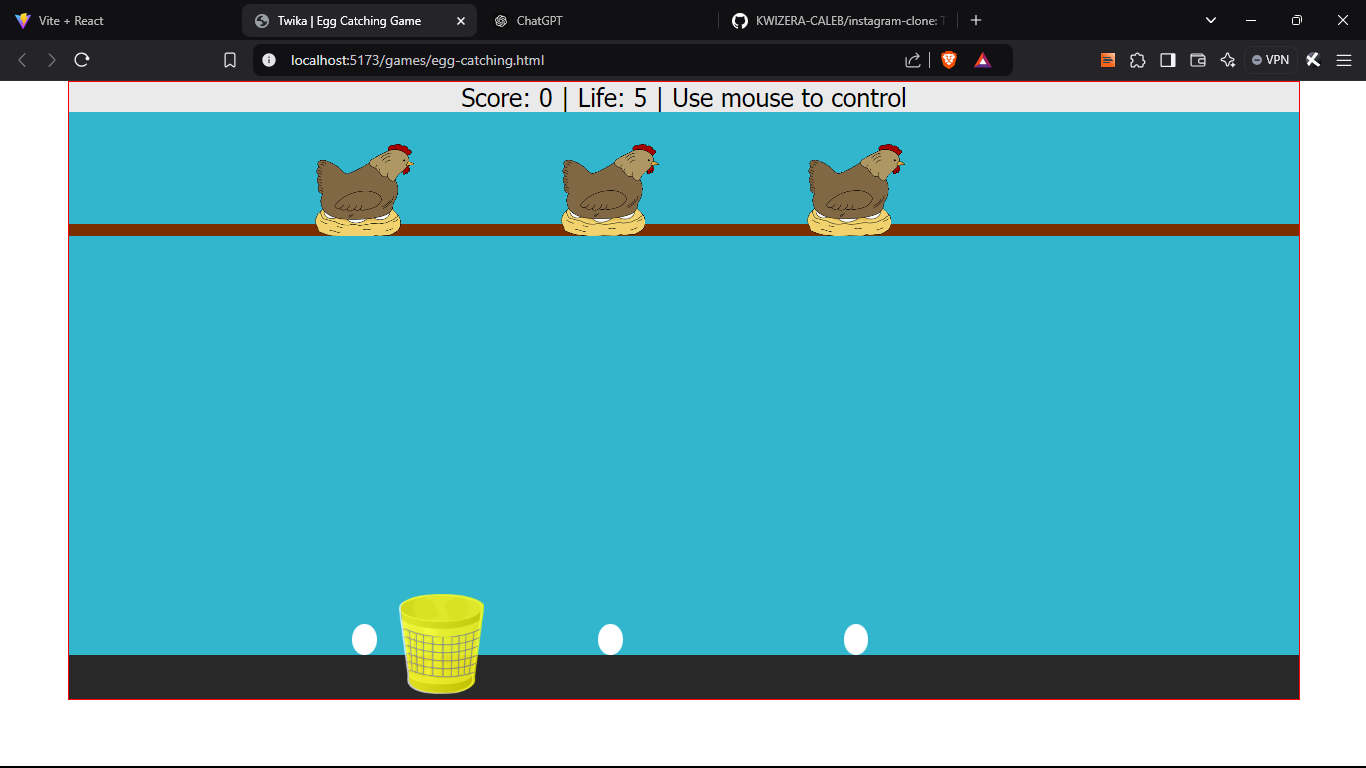 Vite + React
Twika | Egg Catching Game
ChatGPT
KWIZERA-CALEB/instagram-clone:
localhost:5173/games/egg-catching.html
VPN
Score: 0 | Life: 5 | Use mouse to control